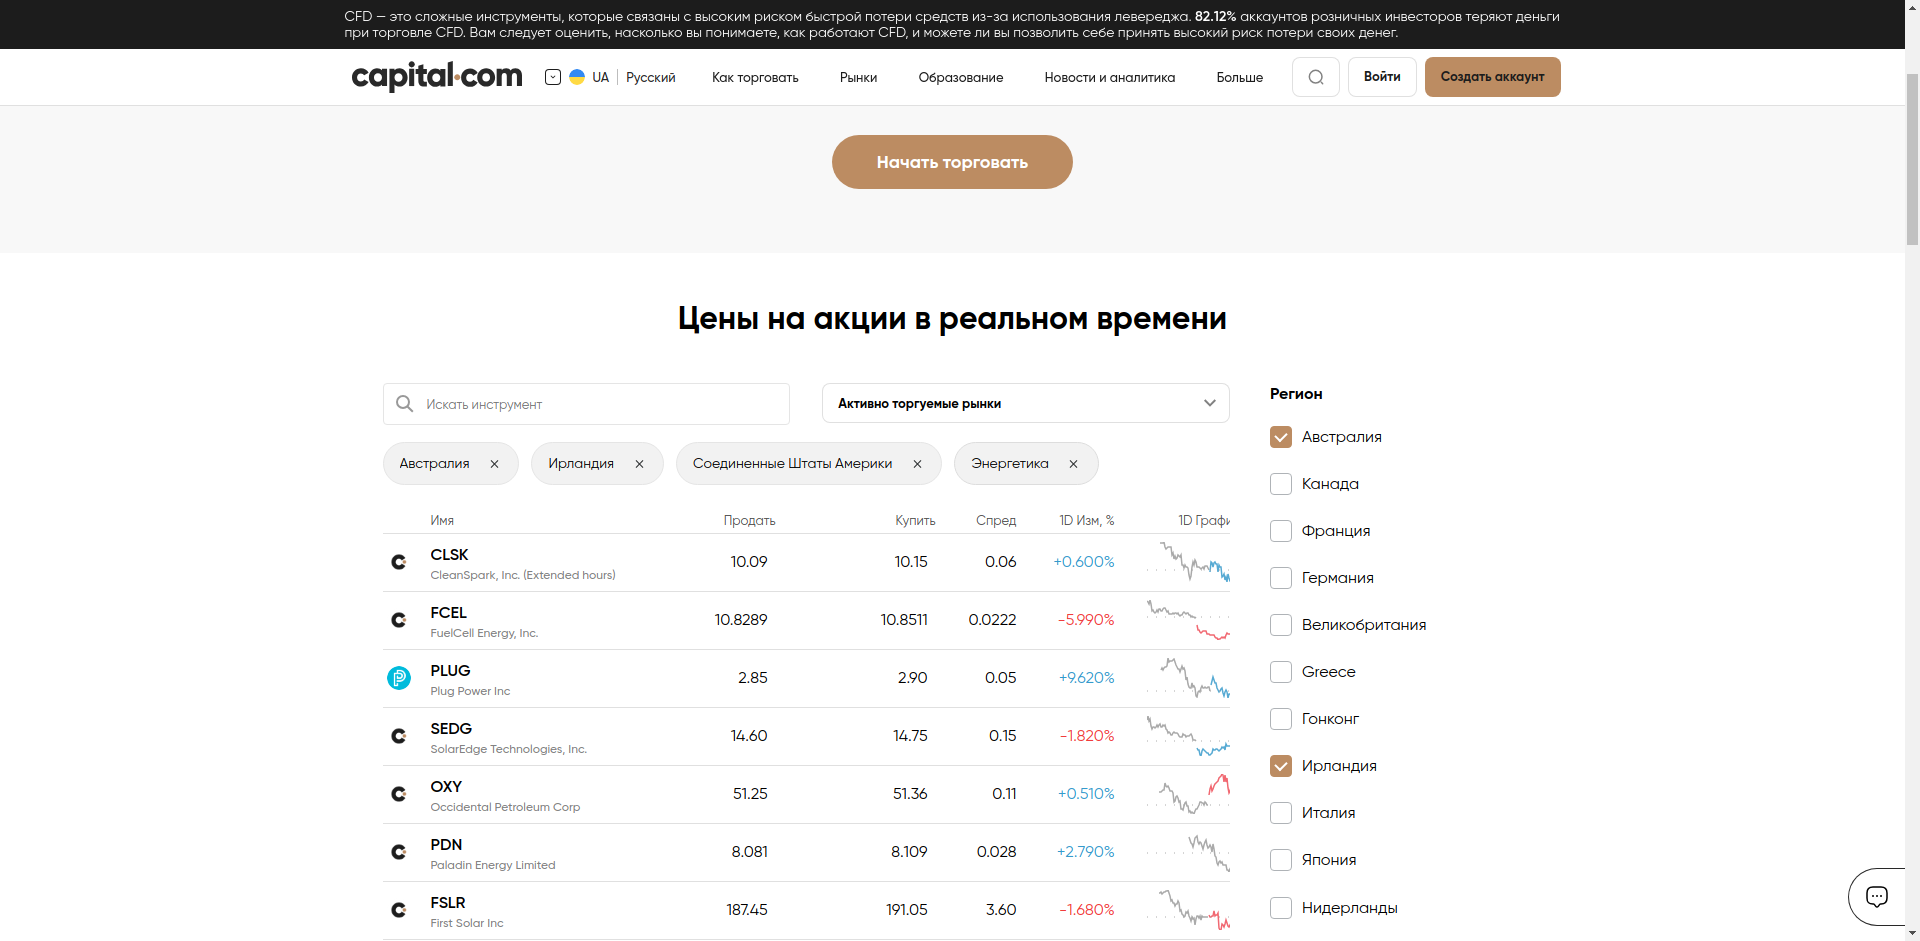 CFD — это сложные инструменты, которые связаны с высоким риском быстрой потери средств из-за использования левереджа. 82.12% аккаунтов розничных инвесторов теряют деньги
при торговле CFD. Вам следует оценить, насколько вы понимаете, как работают CFD, и можете ли вы позволить себе принять высокий риск потери своих денег.
capital.com UA Русский Как торговать Рынки Образование Новости и аналитика Больше Войти Создать аккаунт
Начать торговать
Цены на акции в реальном времени
Искать инструмент
Активно торгуемые рынки
Австралия Ирландия Соединенные Штаты Америки Энергетика
Имя Продать Купить Спред 1D Изм, % 1D Графи
CLSK 10.09 10.15 0.06 +0.600%
CleanSpark, Inc. (Extended hours)
FCEL 10.8289 10.8511 0.0222 -5.990%
FuelCell Energy, Inc.
PLUG 2.85 2.90 0.05 +9.620%
Plug Power Inc
SEDG 14.60 14.75 0.15 -1.820%
SolarEdge Technologies, Inc.
OXY 51.25 51.36 0.11 +0.510%
Occidental Petroleum Corp
PDN 8.081 8.109 0.028 +2.790%
Paladin Energy Limited
FSLR 187.45 191.05 3.60 -1.680%
First Solar Inc
Регион
Австралия
Канада
Франция
Германия
Великобритания
Greece
Гонконг
Ирландия
Италия
Япония
Нидерланды